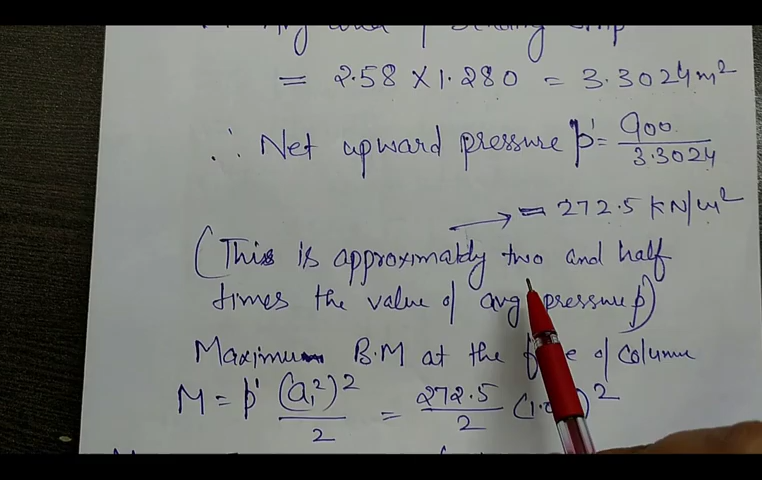 = 2.58 × 1.280 = 3.3024 m²
∴ Net upward pressure p' = 900/3.3024
→ = 272.5 kN/m²
(This is approximately two and half
times the value of avg pressure p)
Maximum B.M at the of column
M = p' (a₁²)²/2 = 272.5/2 ( )²